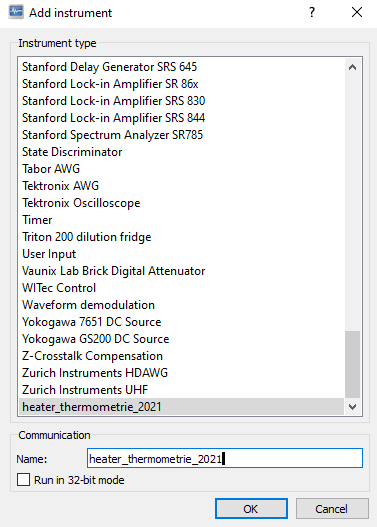 Add instrument
?
Instrument type
Stanford Delay Generator SRS 645
Stanford Lock-in Amplifier SR 86x
Stanford Lock-in Amplifier SRS 830
Stanford Lock-in Amplifier SRS 844
Stanford Spectrum Analyzer SR785
State Discriminator
Tabor AWG
Tektronix AWG
Tektronix Oscilloscope
Timer
Triton 200 dilution fridge
User Input
Vaunix Lab Brick Digital Attenuator
WITec Control
Waveform demodulation
Yokogawa 7651 DC Source
Yokogawa GS200 DC Source
Z-Crosstalk Compensation
Zurich Instruments HDAWG
Zurich Instruments UHF
heater_thermometrie_2021
Communication
Name: heater_thermometrie_2021
Run in 32-bit mode
OK Cancel